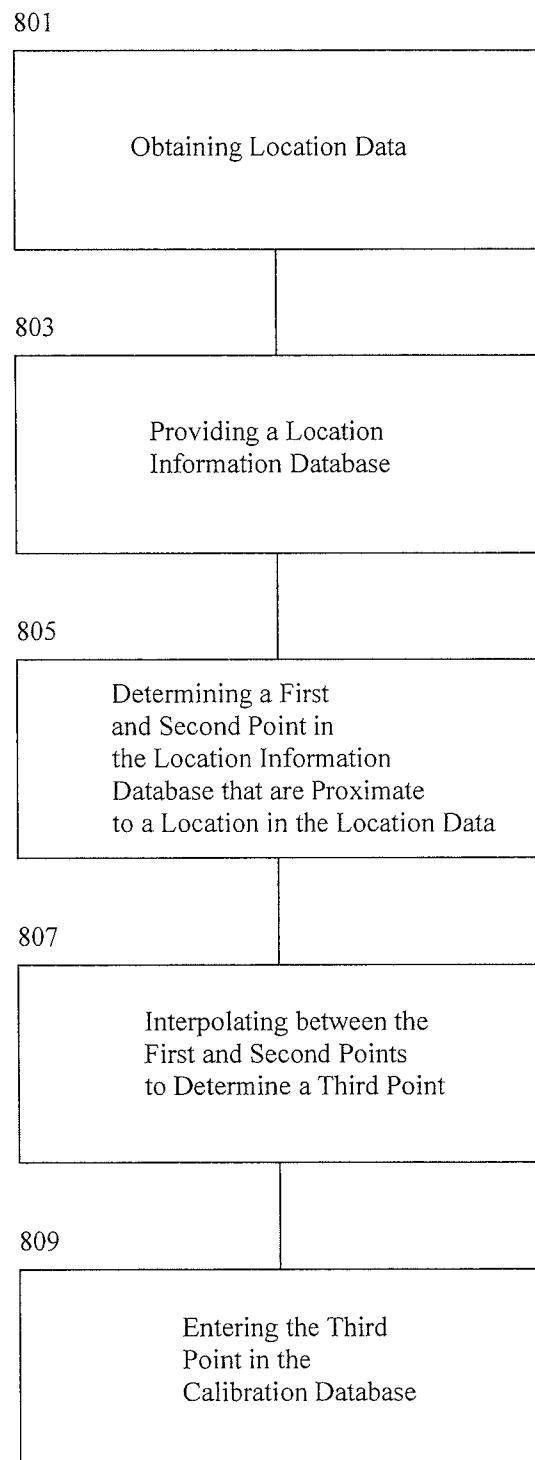 801
Obtaining Location Data
803
Providing a Location
Information Database
805
Determining a First
and Second Point in
the Location Information
Database that are Proximate
to a Location in the Location Data
807
Interpolating between the
First and Second Points
to Determine a Third Point
809
Entering the Third
Point in the
Calibration Database